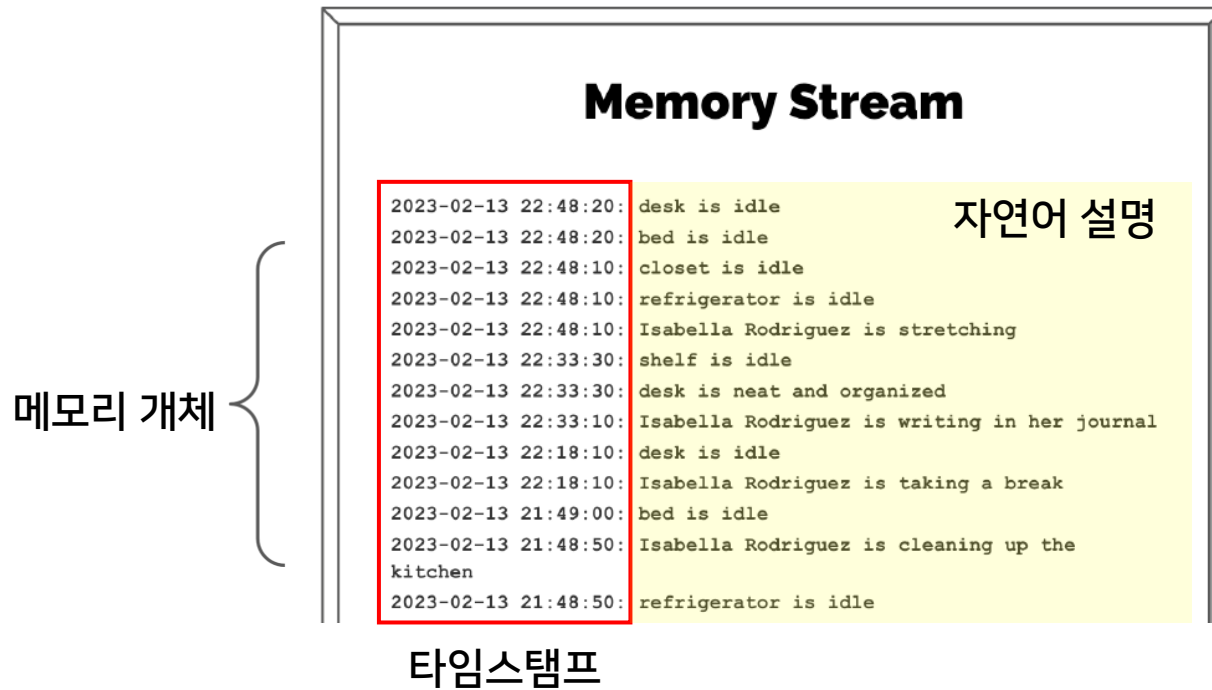 Memory Stream
자연어 설명
2023-02-13 22:48:20: desk is idle
2023-02-13 22:48:20: bed is idle
2023-02-13 22:48:10: closet is idle
2023-02-13 22:48:10: refrigerator is idle
2023-02-13 22:48:10: Isabella Rodriguez is stretching
2023-02-13 22:33:30: shelf is idle
2023-02-13 22:33:30: desk is neat and organized
메모리 개체
2023-02-13 22:33:10: Isabella Rodriguez is writing in her journal
2023-02-13 22:18:10: desk is idle
2023-02-13 22:18:10: Isabella Rodriguez is taking a break
2023-02-13 21:49:00: bed is idle
2023-02-13 21:48:50: Isabella Rodriguez is cleaning up the
kitchen
2023-02-13 21:48:50: refrigerator is idle
타임스탬프